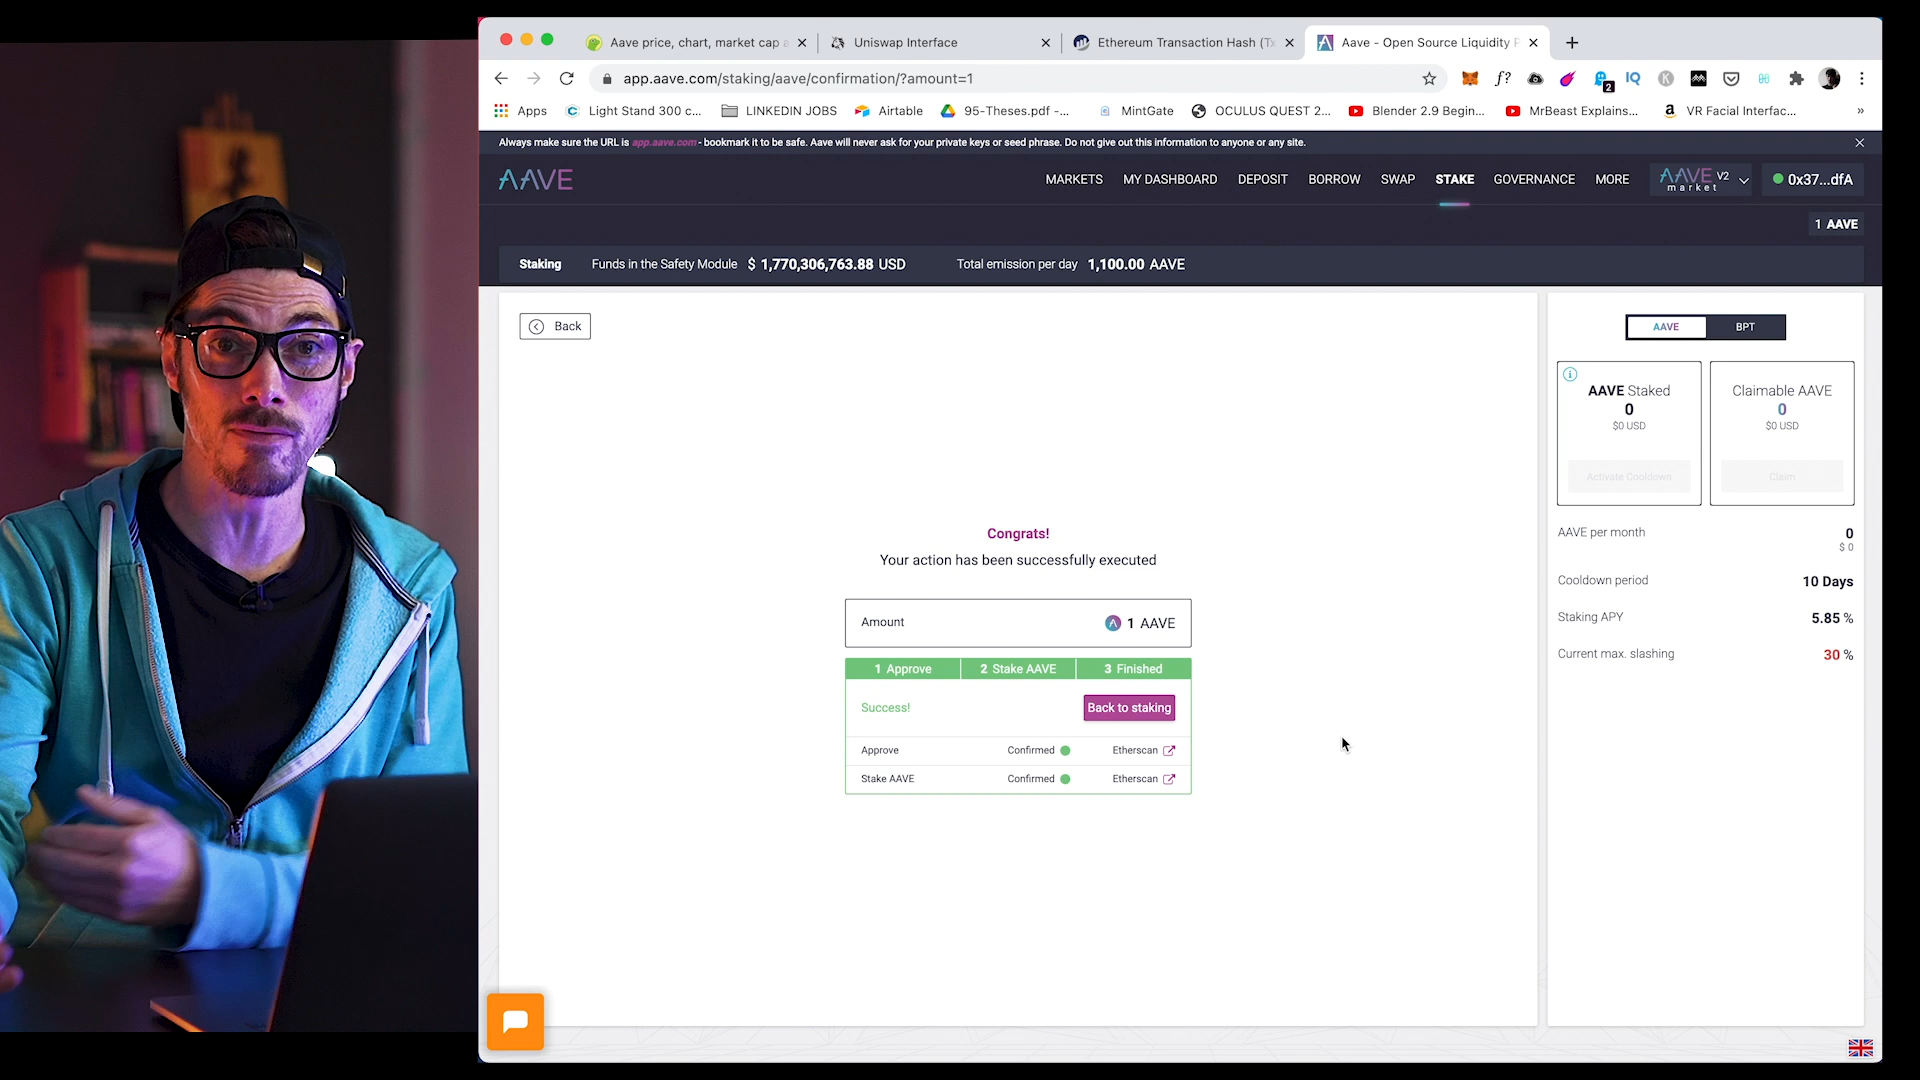 Aave price, chart, market cap a
Uniswap Interface
Ethereum Transaction Hash (Tx
Aave - Open Source Liquidity P
app.aave.com/staking/aave/confirmation/?amount=1
f?
2
IQ
K
Apps
Light Stand 300 c...
LINKEDIN JOBS
Airtable
95-Theses.pdf -...
MintGate
OCULUS QUEST 2...
Blender 2.9 Begin...
MrBeast Explains...
VR Facial Interfac...
»
Always make sure the URL is app.aave.com - bookmark it to be safe. Aave will never ask for your private keys or seed phrase. Do not give out this information to anyone or any site.
AAVE
MARKETS
MY DASHBOARD
DEPOSIT
BORROW
SWAP
STAKE
GOVERNANCE
MORE
AAVE V2
market
0x37...dfA
1 AAVE
Staking
Funds in the Safety Module $ 1,770,306,763.88 USD
Total emission per day 1,100.00 AAVE
Back
AAVE
BPT
AAVE Staked
0
$0 USD
Activate Cooldown
Claimable AAVE
0
$0 USD
Claim
AAVE per month 0
$ 0
Cooldown period 10 Days
Staking APY 5.85 %
Current max. slashing 30 %
Congrats!
Your action has been successfully executed
Amount 1 AAVE
1 Approve
2 Stake AAVE
3 Finished
Success!
Back to staking
Approve Confirmed Etherscan
Stake AAVE Confirmed Etherscan